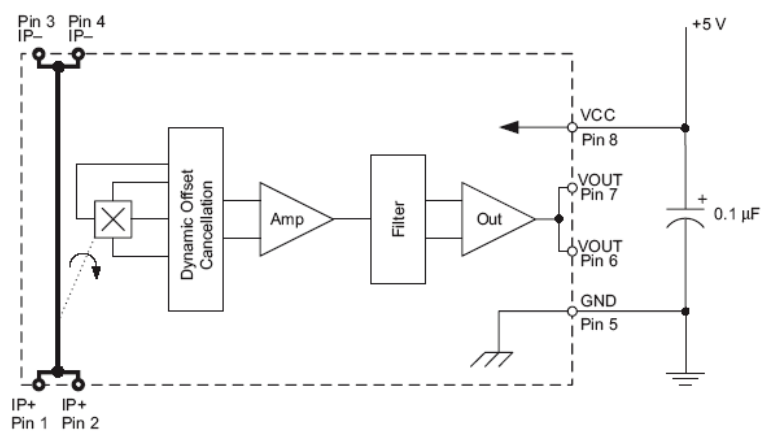 Pin 3 Pin 4
IP– IP–
+5 V
VCC
Pin 8
VOUT
Pin 7
Dynamic Offset
Cancellation
Amp
Filter
Out
+
0.1 µF
VOUT
Pin 6
GND
Pin 5
IP+ IP+
Pin 1 Pin 2